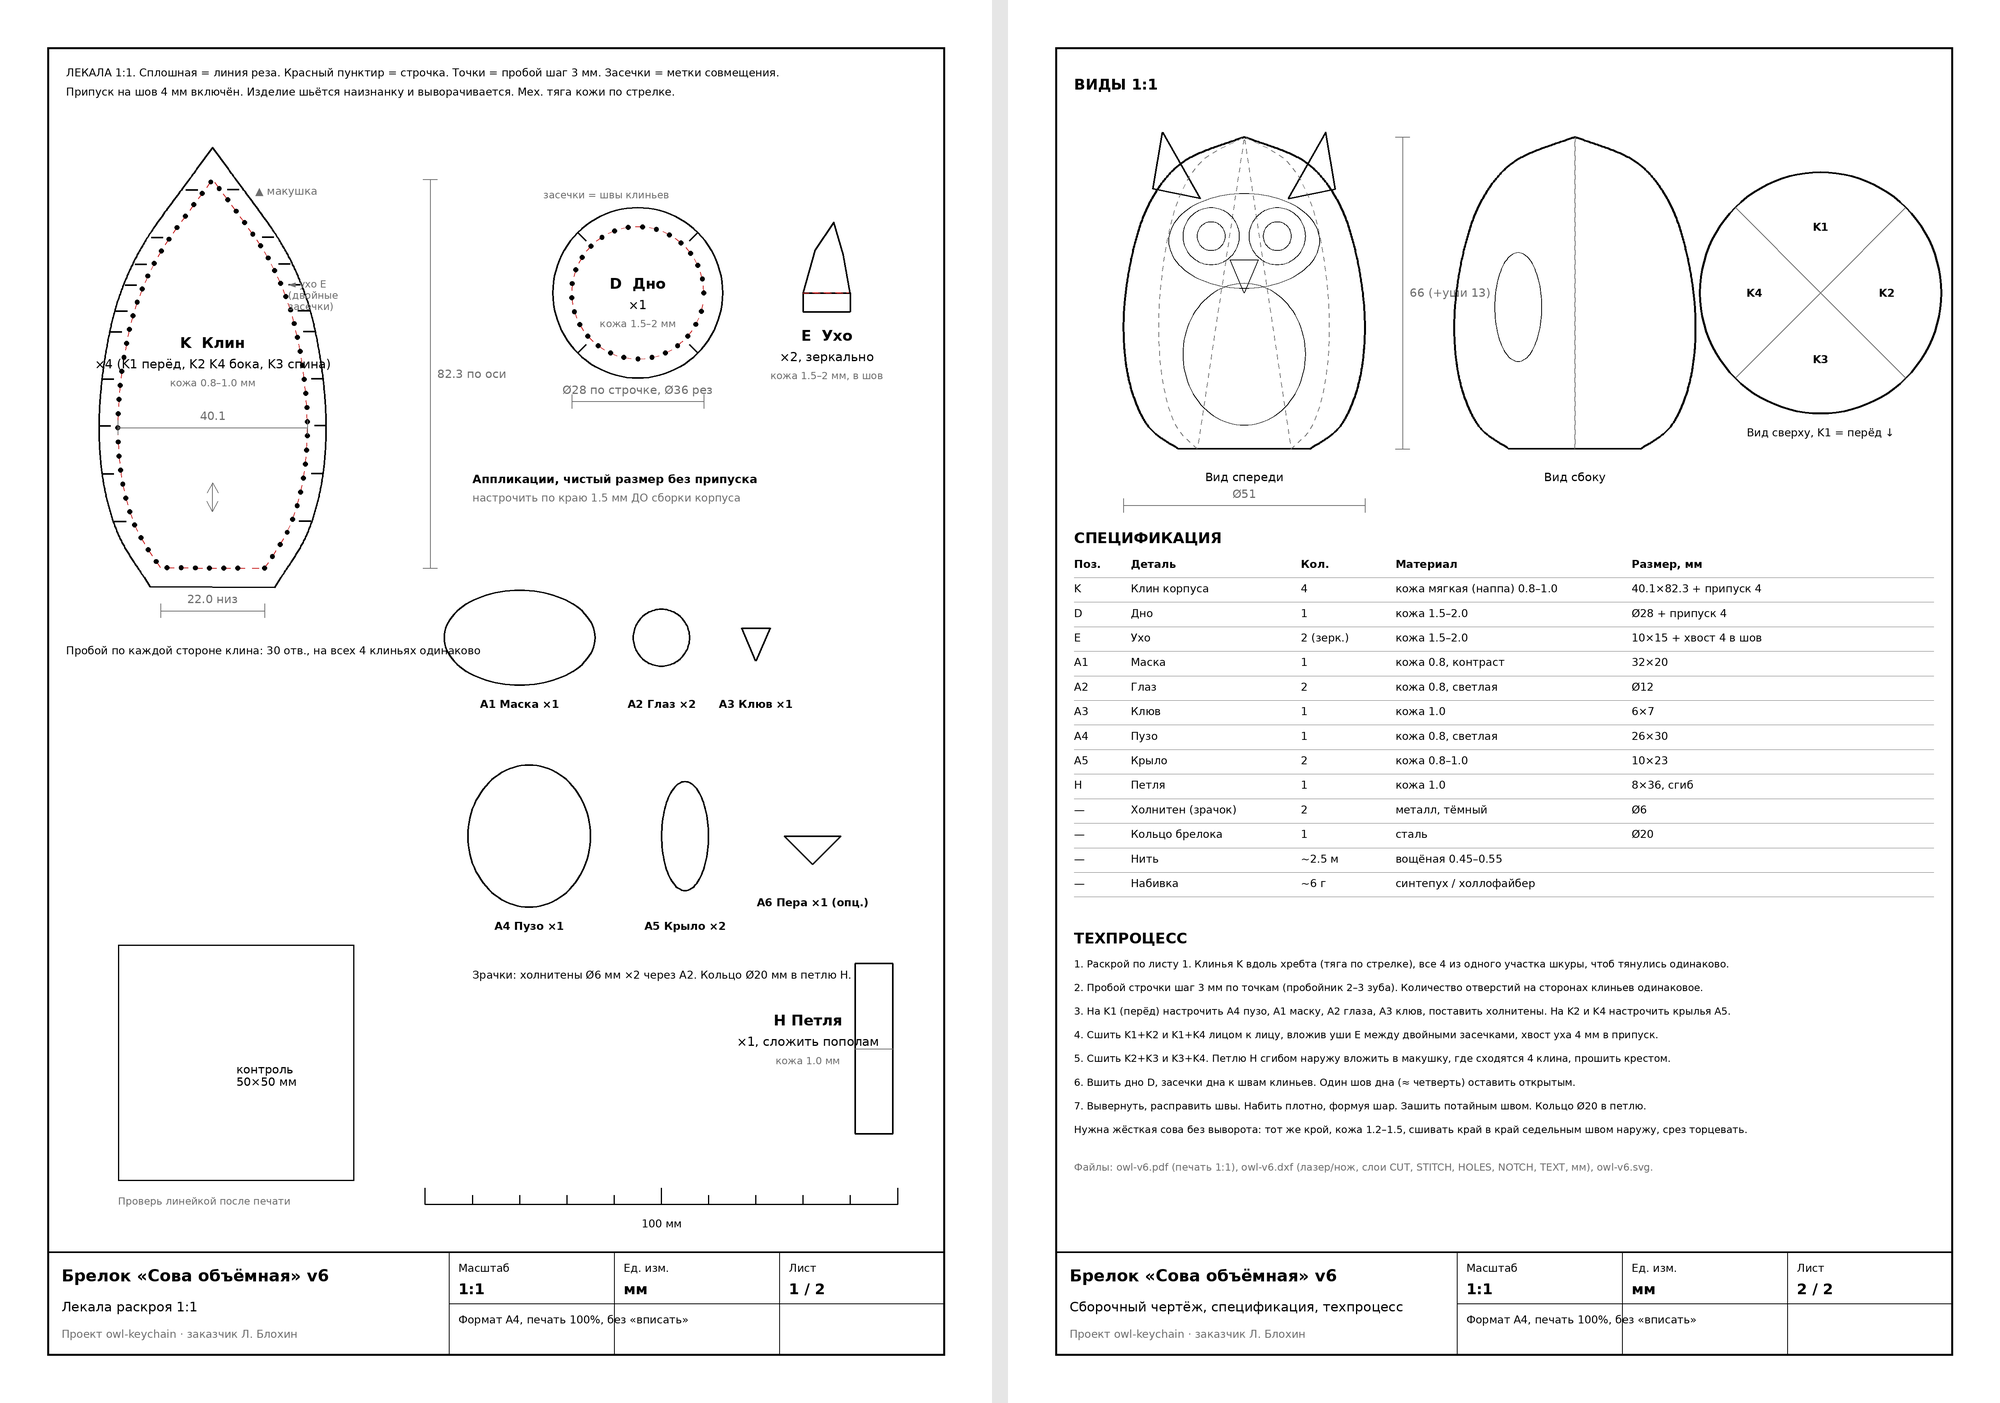 ЛЕКАЛА 1:1. Сплошная = линия реза. Красный пунктир = строчка. Точки = пробой шаг 3 мм. Засечки = метки совмещения.
Припуск на шов 4 мм включён. Изделие шьётся наизнанку и выворачивается. Мех. тяга кожи по стрелке.
▲ макушка
◄ ухо E
(двойные
засечки)
K Клин
×4 (K1 перёд, K2 K4 бока, K3 спина)
кожа 0.8–1.0 мм
40.1
82.3 по оси
22.0 низ
засечки = швы клиньев
D Дно
×1
кожа 1.5–2 мм
Ø28 по строчке, Ø36 рез
E Ухо
×2, зеркально
кожа 1.5–2 мм, в шов
Аппликации, чистый размер без припуска
настрочить по краю 1.5 мм ДО сборки корпуса
Пробой по каждой стороне клина: 30 отв., на всех 4 клиньях одинаково
A1 Маска ×1
A2 Глаз ×2
A3 Клюв ×1
A4 Пузо ×1
A5 Крыло ×2
A6 Пера ×1 (опц.)
Зрачки: холнитены Ø6 мм ×2 через A2. Кольцо Ø20 мм в петлю H.
H Петля
×1, сложить пополам
кожа 1.0 мм
контроль
50×50 мм
Проверь линейкой после печати
100 мм
Брелок «Сова объёмная» v6
Лекала раскроя 1:1
Проект owl-keychain · заказчик Л. Блохин
Масштаб
1:1
Ед. изм.
мм
Лист
1 / 2
Формат А4, печать 100%, без «вписать»
ВИДЫ 1:1
66 (+уши 13)
K1
K4
K2
K3
Вид сверху, K1 = перёд ↓
Вид спереди
Ø51
Вид сбоку
СПЕЦИФИКАЦИЯ
Поз. Деталь Кол. Материал Размер, мм
K Клин корпуса 4 кожа мягкая (наппа) 0.8–1.0 40.1×82.3 + припуск 4
D Дно 1 кожа 1.5–2.0 Ø28 + припуск 4
E Ухо 2 (зерк.) кожа 1.5–2.0 10×15 + хвост 4 в шов
A1 Маска 1 кожа 0.8, контраст 32×20
A2 Глаз 2 кожа 0.8, светлая Ø12
A3 Клюв 1 кожа 1.0 6×7
A4 Пузо 1 кожа 0.8, светлая 26×30
A5 Крыло 2 кожа 0.8–1.0 10×23
H Петля 1 кожа 1.0 8×36, сгиб
— Холнитен (зрачок) 2 металл, тёмный Ø6
— Кольцо брелока 1 сталь Ø20
— Нить ~2.5 м вощёная 0.45–0.55
— Набивка ~6 г синтепух / холлофайбер
ТЕХПРОЦЕСС
1. Раскрой по листу 1. Клинья K вдоль хребта (тяга по стрелке), все 4 из одного участка шкуры, чтоб тянулись одинаково.
2. Пробой строчки шаг 3 мм по точкам (пробойник 2–3 зуба). Количество отверстий на сторонах клиньев одинаковое.
3. На K1 (перёд) настрочить A4 пузо, A1 маску, A2 глаза, A3 клюв, поставить холнитены. На K2 и K4 настрочить крылья A5.
4. Сшить K1+K2 и K1+K4 лицом к лицу, вложив уши E между двойными засечками, хвост уха 4 мм в припуск.
5. Сшить K2+K3 и K3+K4. Петлю H сгибом наружу вложить в макушку, где сходятся 4 клина, прошить крестом.
6. Вшить дно D, засечки дна к швам клиньев. Один шов дна (≈ четверть) оставить открытым.
7. Вывернуть, расправить швы. Набить плотно, формуя шар. Зашить потайным швом. Кольцо Ø20 в петлю.
Нужна жёсткая сова без выворота: тот же крой, кожа 1.2–1.5, сшивать край в край седельным швом наружу, срез торцевать.
Файлы: owl-v6.pdf (печать 1:1), owl-v6.dxf (лазер/нож, слои CUT, STITCH, HOLES, NOTCH, TEXT, мм), owl-v6.svg.
Брелок «Сова объёмная» v6
Сборочный чертёж, спецификация, техпроцесс
Проект owl-keychain · заказчик Л. Блохин
Масштаб
1:1
Ед. изм.
мм
Лист
2 / 2
Формат А4, печать 100%, без «вписать»